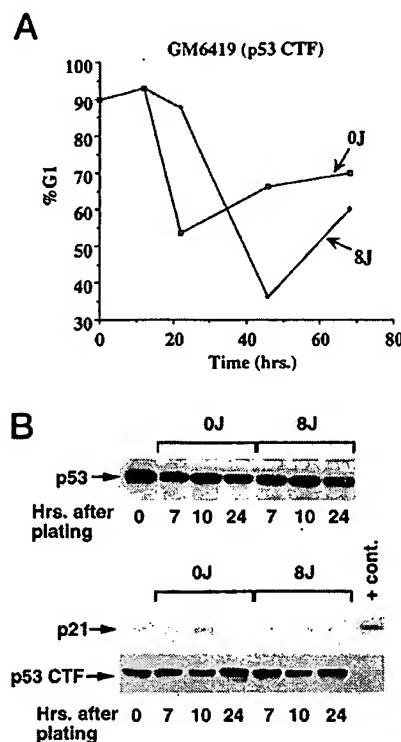 A
GM6419 (p53 CTF)
100
90
80
70
60
50
40
30
%G1
0J
8J
0 20 40 60 80
Time (hrs.)
B
0J 8J
p53
Hrs. after plating 0 7 10 24 7 10 24
0J 8J + cont.
p21
p53 CTF
Hrs. after plating 0 7 10 24 7 10 24